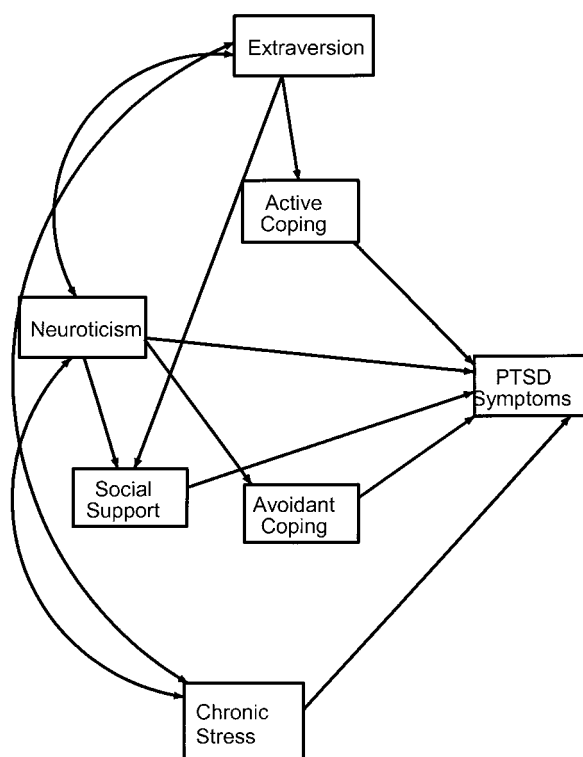 Extraversion
Active
Coping
Neuroticism
PTSD
Symptoms
Social
Support
Avoidant
Coping
Chronic
Stress